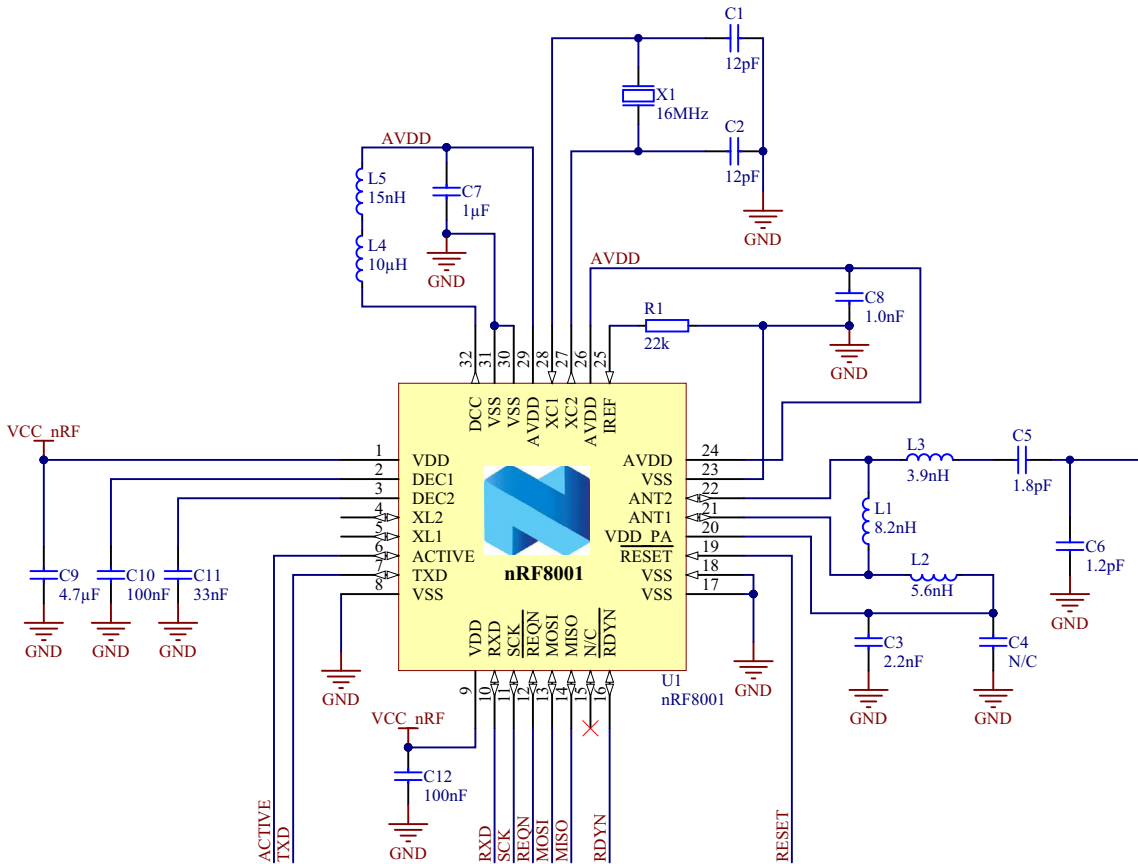 C1
12pF
X1
16MHz
C2
12pF
GND
AVDD
L5
15nH
C7
1µF
L4
10µH
GND
AVDD
C8
1.0nF
R1
22k
GND
32
31
30
29
28
27
26
25
DCC
VSS
VSS
AVDD
XC1
XC2
AVDD
IREF
VCC_nRF
1
VDD
2
DEC1
3
DEC2
4
XL2
5
XL1
6
ACTIVE
7
TXD
8
VSS
AVDD
24
VSS
23
ANT2
22
ANT1
21
VDD_PA
20
RESET
19
VSS
18
VSS
17
nRF8001
L3
3.9nH
C5
1.8pF
L1
8.2nH
L2
5.6nH
C6
1.2pF
GND
C9
4.7µF
GND
C10
100nF
GND
C11
33nF
GND
C3
2.2nF
GND
C4
N/C
GND
VDD
RXD
SCK
REQN
MOSI
MISO
N/C
RDYN
9
10
11
12
13
14
15
16
U1
nRF8001
GND
GND
VCC_nRF
C12
100nF
GND
ACTIVE
TXD
RXD
SCK
REQN
MOSI
MISO
RDYN
RESET